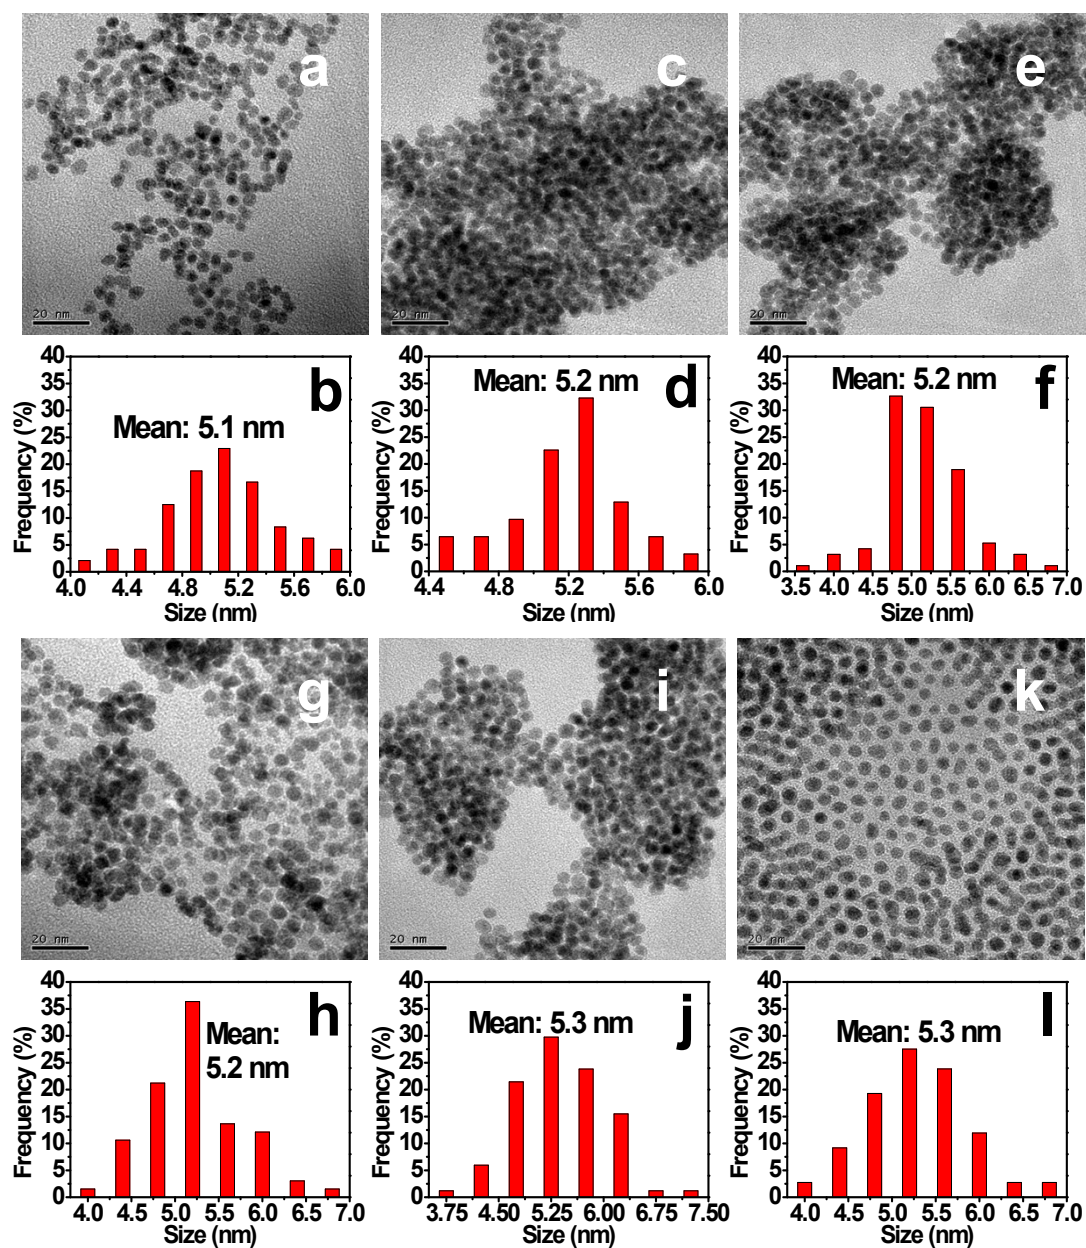 a c e
20 nm 20 nm 20 nm
40 35 30 25 20 15 10 5 0
Frequency (%)
Mean: 5.1 nm
b
4.0 4.4 4.8 5.2 5.6 6.0
Size (nm)
40 35 30 25 20 15 10 5 0
Frequency (%)
Mean: 5.2 nm
d
4.4 4.8 5.2 5.6 6.0
Size (nm)
40 35 30 25 20 15 10 5 0
Frequency (%)
Mean: 5.2 nm
f
3.5 4.0 4.5 5.0 5.5 6.0 6.5 7.0
Size (nm)
g i k
20 nm 20 nm 20 nm
40 35 30 25 20 15 10 5 0
Frequency (%)
h
Mean:
5.2 nm
4.0 4.5 5.0 5.5 6.0 6.5 7.0
Size (nm)
40 35 30 25 20 15 10 5 0
Frequency (%)
Mean: 5.3 nm
j
3.75 4.50 5.25 6.00 6.75 7.50
Size (nm)
40 35 30 25 20 15 10 5 0
Frequency (%)
Mean: 5.3 nm
l
4.0 4.5 5.0 5.5 6.0 6.5 7.0
Size (nm)